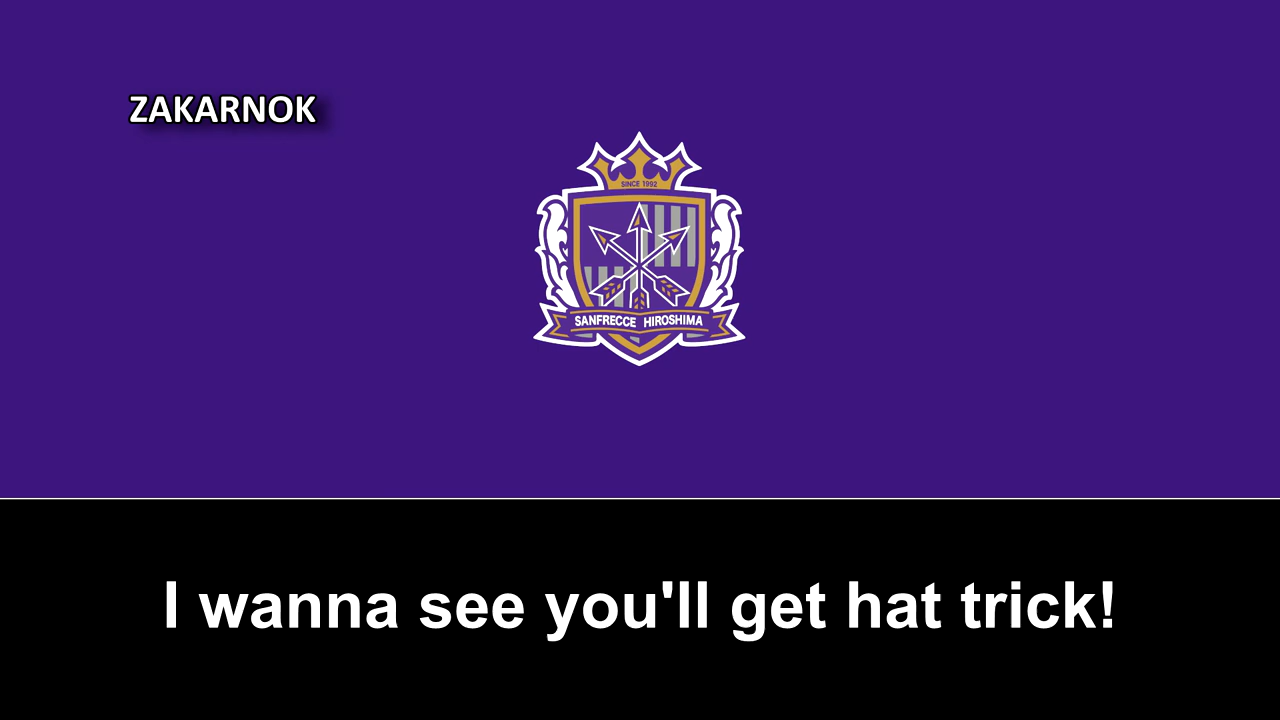 ZAKARNOK
SINCE 1992
SANFRECCE HIROSHIMA
I wanna see you'll get hat trick!